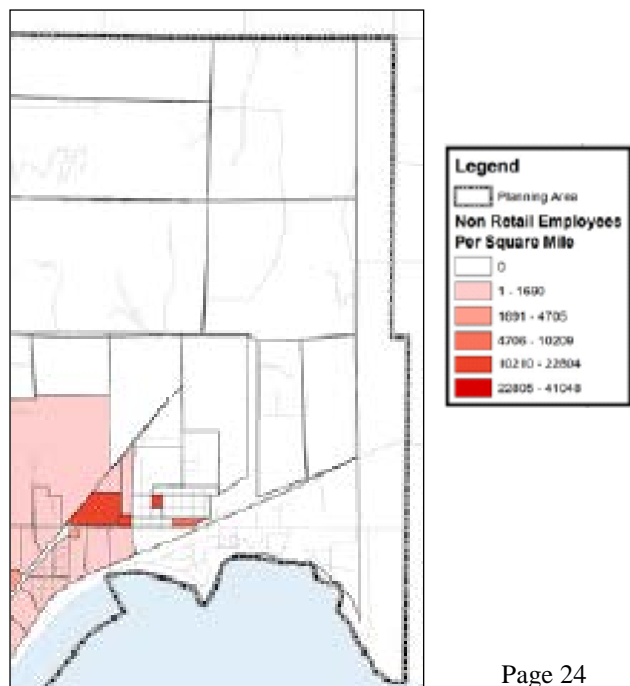 Legend
Planning Area
Non Retail Employees
Per Square Mile
0
1 - 1690
1691 - 4705
4706 - 10209
10210 - 22804
22805 - 41048
Page 24